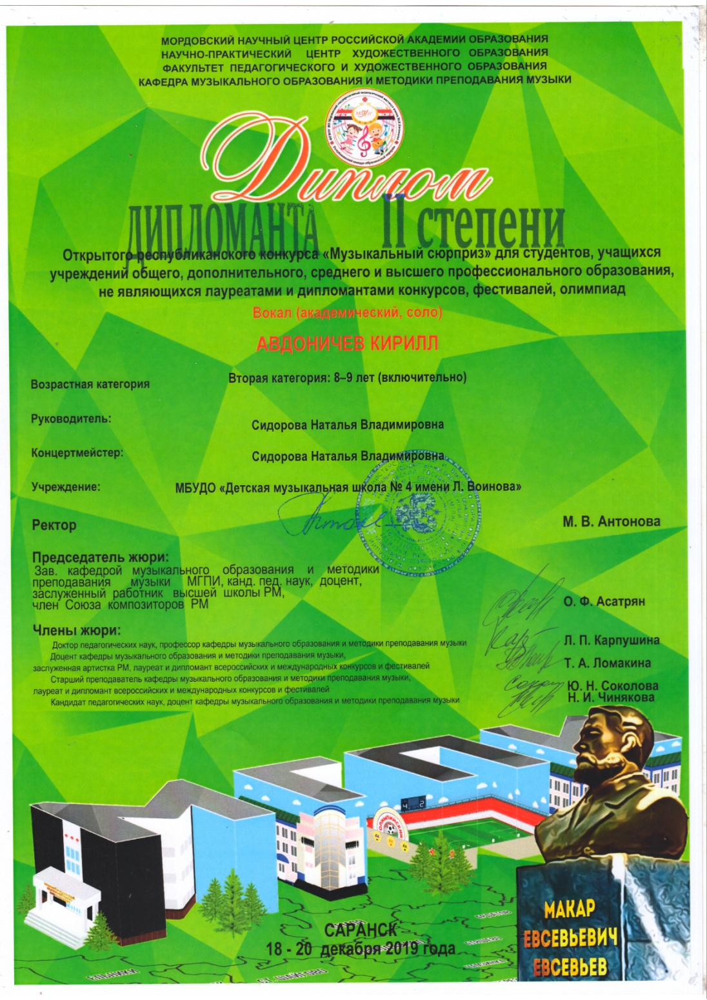 МОРДОВСКИЙ НАУЧНЫЙ ЦЕНТР РОССИЙСКОЙ АКАДЕМИИ ОБРАЗОВАНИЯ
НАУЧНО-ПРАКТИЧЕСКИЙ ЦЕНТР ХУДОЖЕСТВЕННОГО ОБРАЗОВАНИЯ
ФАКУЛЬТЕТ ПЕДАГОГИЧЕСКОГО И ХУДОЖЕСТВЕННОГО ОБРАЗОВАНИЯ
КАФЕДРА МУЗЫКАЛЬНОГО ОБРАЗОВАНИЯ И МЕТОДИКИ ПРЕПОДАВАНИЯ МУЗЫКИ
Диплом
ДИПЛОМАНТА II степени
Открытого республиканского конкурса «Музыкальный сюрприз» для студентов, учащихся
учреждений общего, дополнительного, среднего и высшего профессионального образования,
не являющихся лауреатами и дипломантами конкурсов, фестивалей, олимпиад
Вокал (академический, соло)
АВДОНИЧЕВ КИРИЛЛ
Возрастная категория Вторая категория: 8–9 лет (включительно)
Руководитель: Сидорова Наталья Владимировна
Концертмейстер: Сидорова Наталья Владимировна
Учреждение: МБУДО «Детская музыкальная школа № 4 имени Л. Воинова»
Ректор М. В. Антонова
Председатель жюри:
Зав. кафедрой музыкального образования и методики
преподавания музыки МГПИ, канд. пед. наук, доцент,
заслуженный работник высшей школы РМ,
член Союза композиторов РМ
О. Ф. Асатрян
Члены жюри:
Доктор педагогических наук, профессор кафедры музыкального образования и методики преподавания музыки Л. П. Карпушина
Доцент кафедры музыкального образования и методики преподавания музыки,
заслуженная артистка РМ, лауреат и дипломант всероссийских и международных конкурсов и фестивалей Т. А. Ломакина
Старший преподаватель кафедры музыкального образования и методики преподавания музыки,
лауреат и дипломант всероссийских и международных конкурсов и фестивалей Ю. Н. Соколова
Кандидат педагогических наук, доцент кафедры музыкального образования и методики преподавания музыки Н. И. Чинякова
4 2
ОЛИМПИЙСКИЙ
САРАНСК
18 - 20 декабря 2019 года
ЕЛЬНИКИ
СТ. ШАЙГОВО
МАКАР
ЕВСЕВЬЕВИЧ
ЕВСЕВЬЕВ